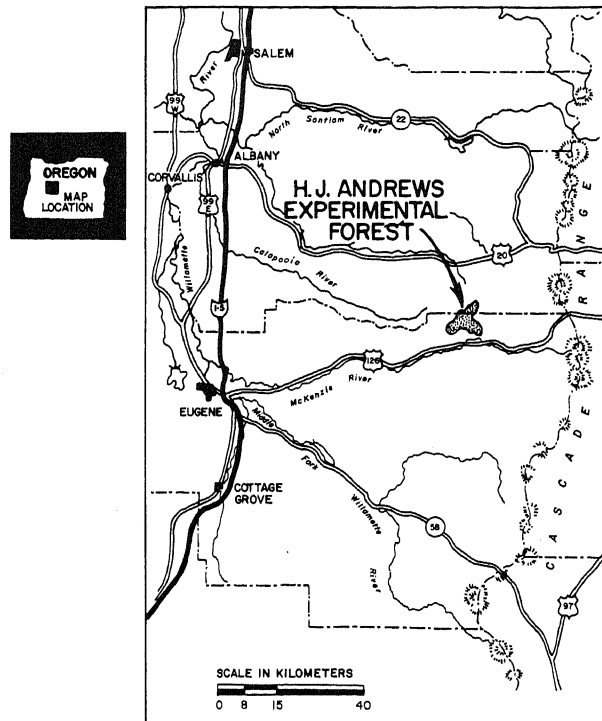 OREGON
MAP
LOCATION
SALEM
River
99
W
22
North Santiam River
ALBANY
CORVALLIS
99
E
H.J. ANDREWS
EXPERIMENTAL
FOREST
20
Willamette
Calapooia River
I-5
126
McKenzie River
EUGENE
Middle Fork Willamette River
COTTAGE
GROVE
58
97
CASCADE RANGE
SCALE IN KILOMETERS
0 8 15 40